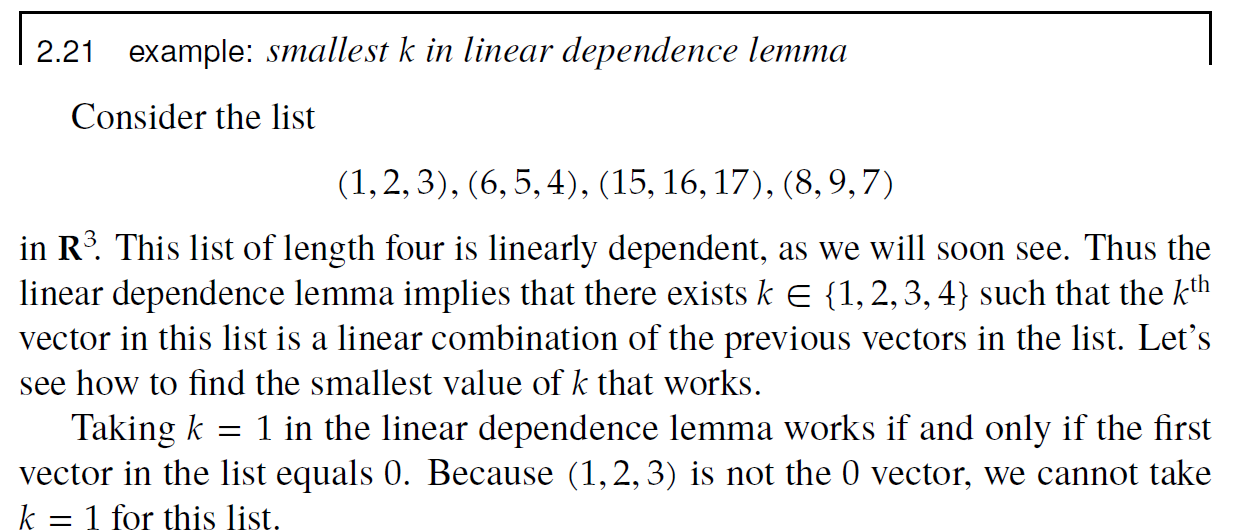 2.21 example: smallest k in linear dependence lemma
Consider the list
(1, 2, 3), (6, 5, 4), (15, 16, 17), (8, 9, 7)
in R³. This list of length four is linearly dependent, as we will soon see. Thus the
linear dependence lemma implies that there exists k ∈ {1, 2, 3, 4} such that the kᵗʰ
vector in this list is a linear combination of the previous vectors in the list. Let’s
see how to find the smallest value of k that works.
Taking k = 1 in the linear dependence lemma works if and only if the first
vector in the list equals 0. Because (1, 2, 3) is not the 0 vector, we cannot take
k = 1 for this list.